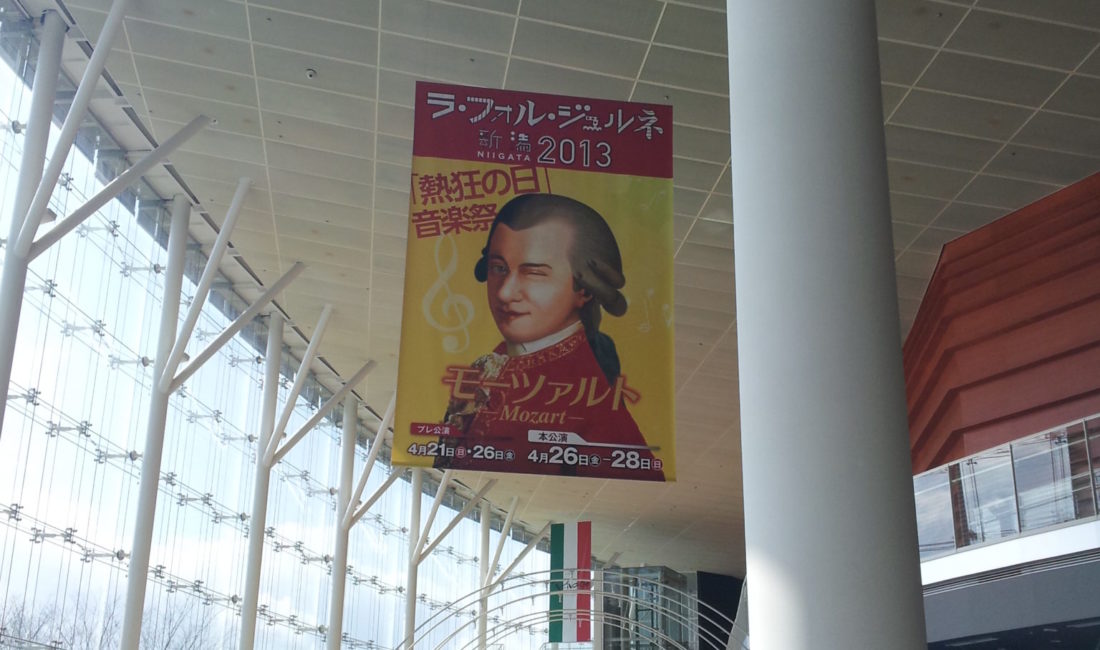 ラ・フォル・ジュルネ
新潟
NIIGATA 2013
「熱狂の日」
音楽祭
モーツァルト
—Mozart—
プレ公演
4月21日日・26日金
本公演
4月26日金—28日日